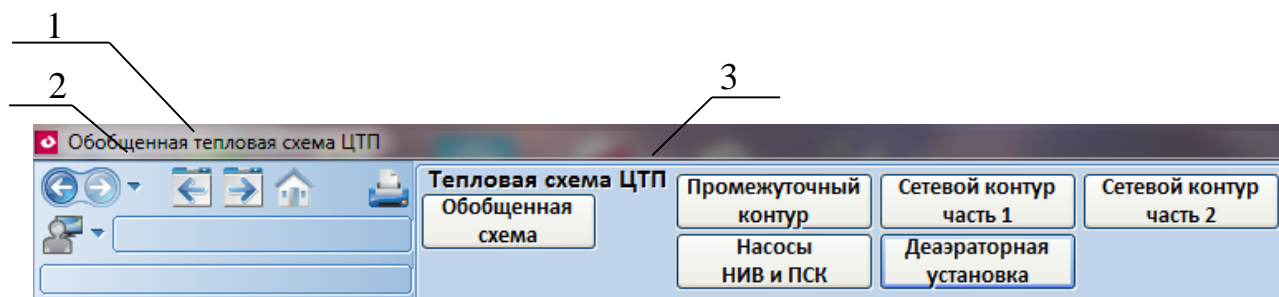 1
2
3
Обобщенная тепловая схема ЦТП
Тепловая схема ЦТП
Обобщенная
схема
Промежуточный
контур
Сетевой контур
часть 1
Сетевой контур
часть 2
Насосы
НИВ и ПСК
Деаэраторная
установка